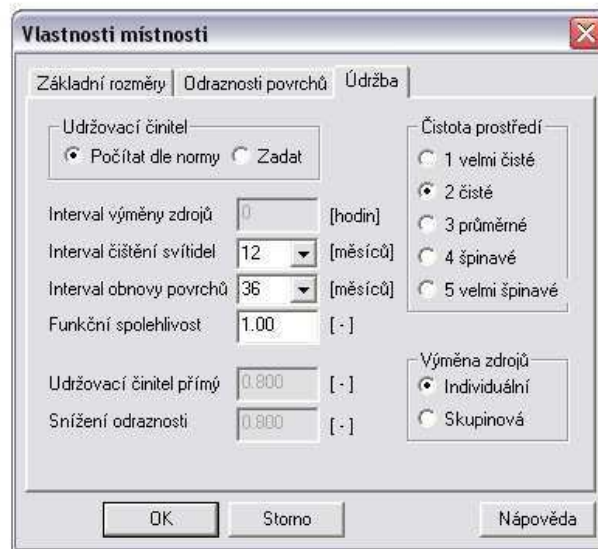 Vlastnosti místnosti
Základní rozměry Odraznosti povrchů Údržba
Udržovací činitel
Počítat dle normy Zadat
Interval výměny zdrojů 0 [hodin]
Interval čištění svítidel 12 [měsíců]
Interval obnovy povrchů 36 [měsíců]
Funkční spolehlivost 1.00 [-]
Udržovací činitel přímý 0.800 [-]
Snížení odraznosti 0.800 [-]
Čistota prostředí
1 velmi čisté
2 čisté
3 průměrné
4 špinavé
5 velmi špinavé
Výměna zdrojů
Individuální
Skupinová
OK Storno Nápověda